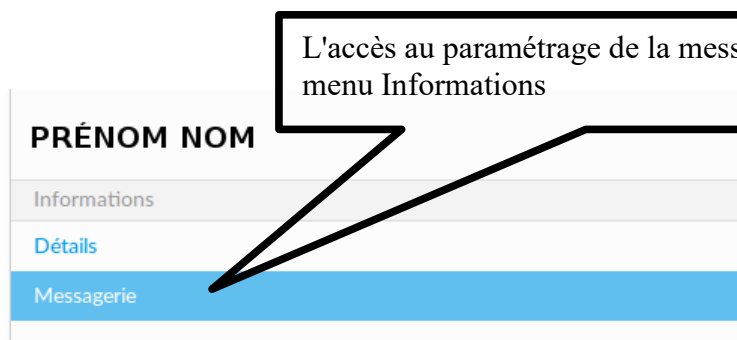 L'accès au paramétrage de la mess
menu Informations
PRÉNOM NOM
Informations
Détails
Messagerie